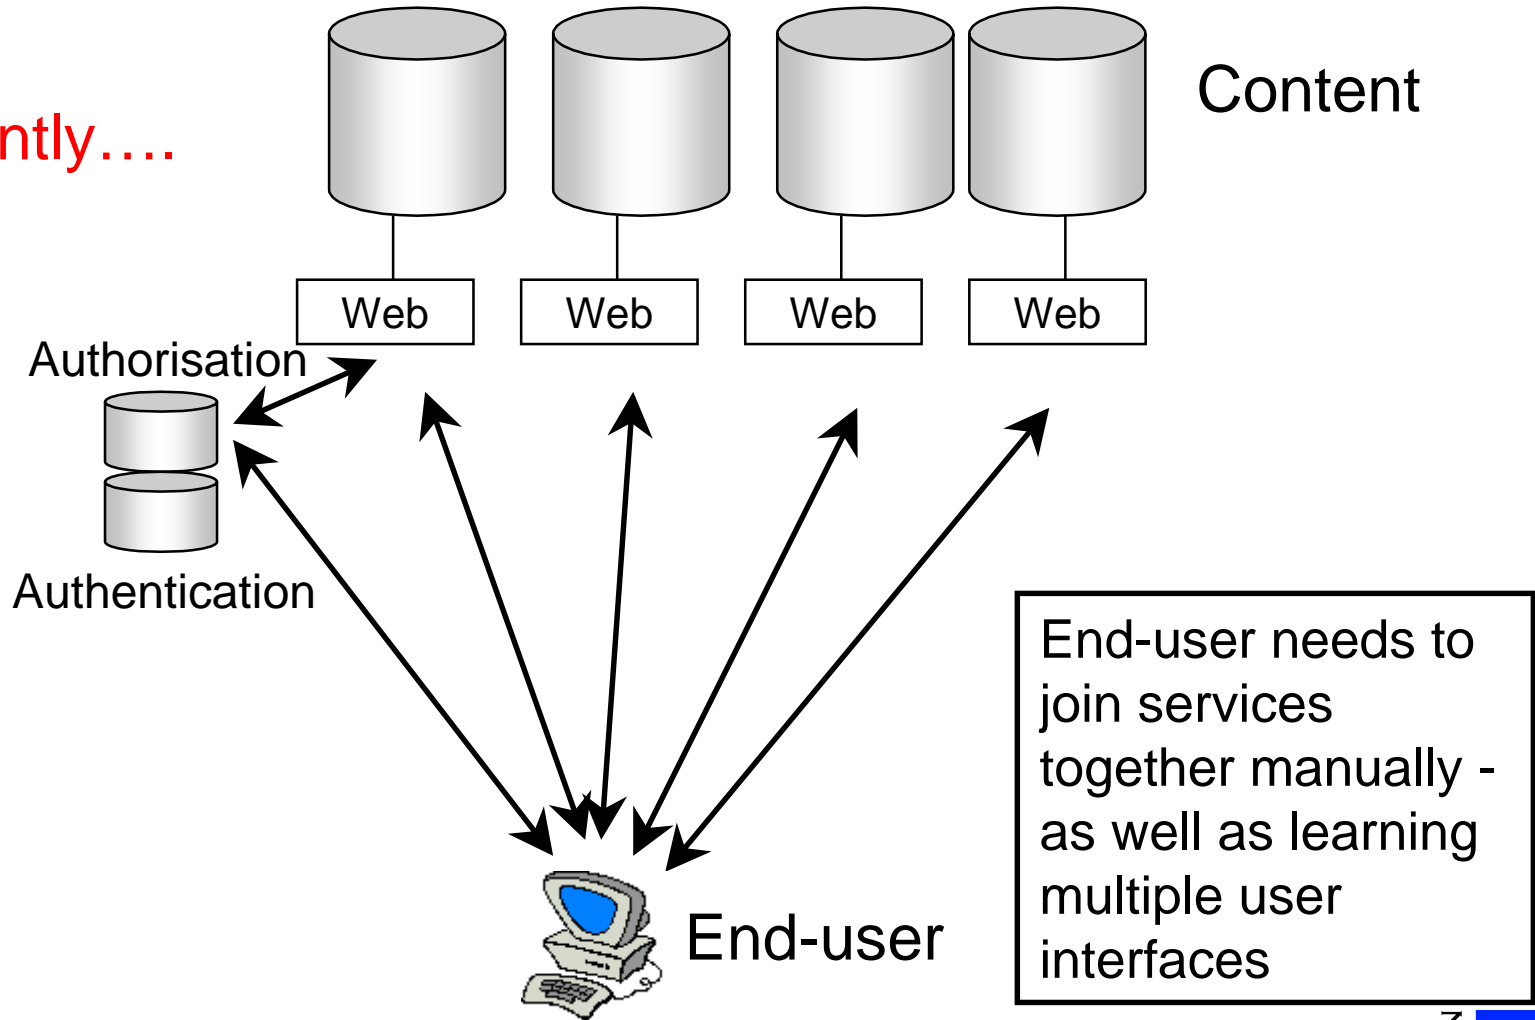 Content
ntly….
Web Web Web Web
Authorisation
Authentication
End-user needs to
join services
together manually -
as well as learning
multiple user
interfaces
End-user